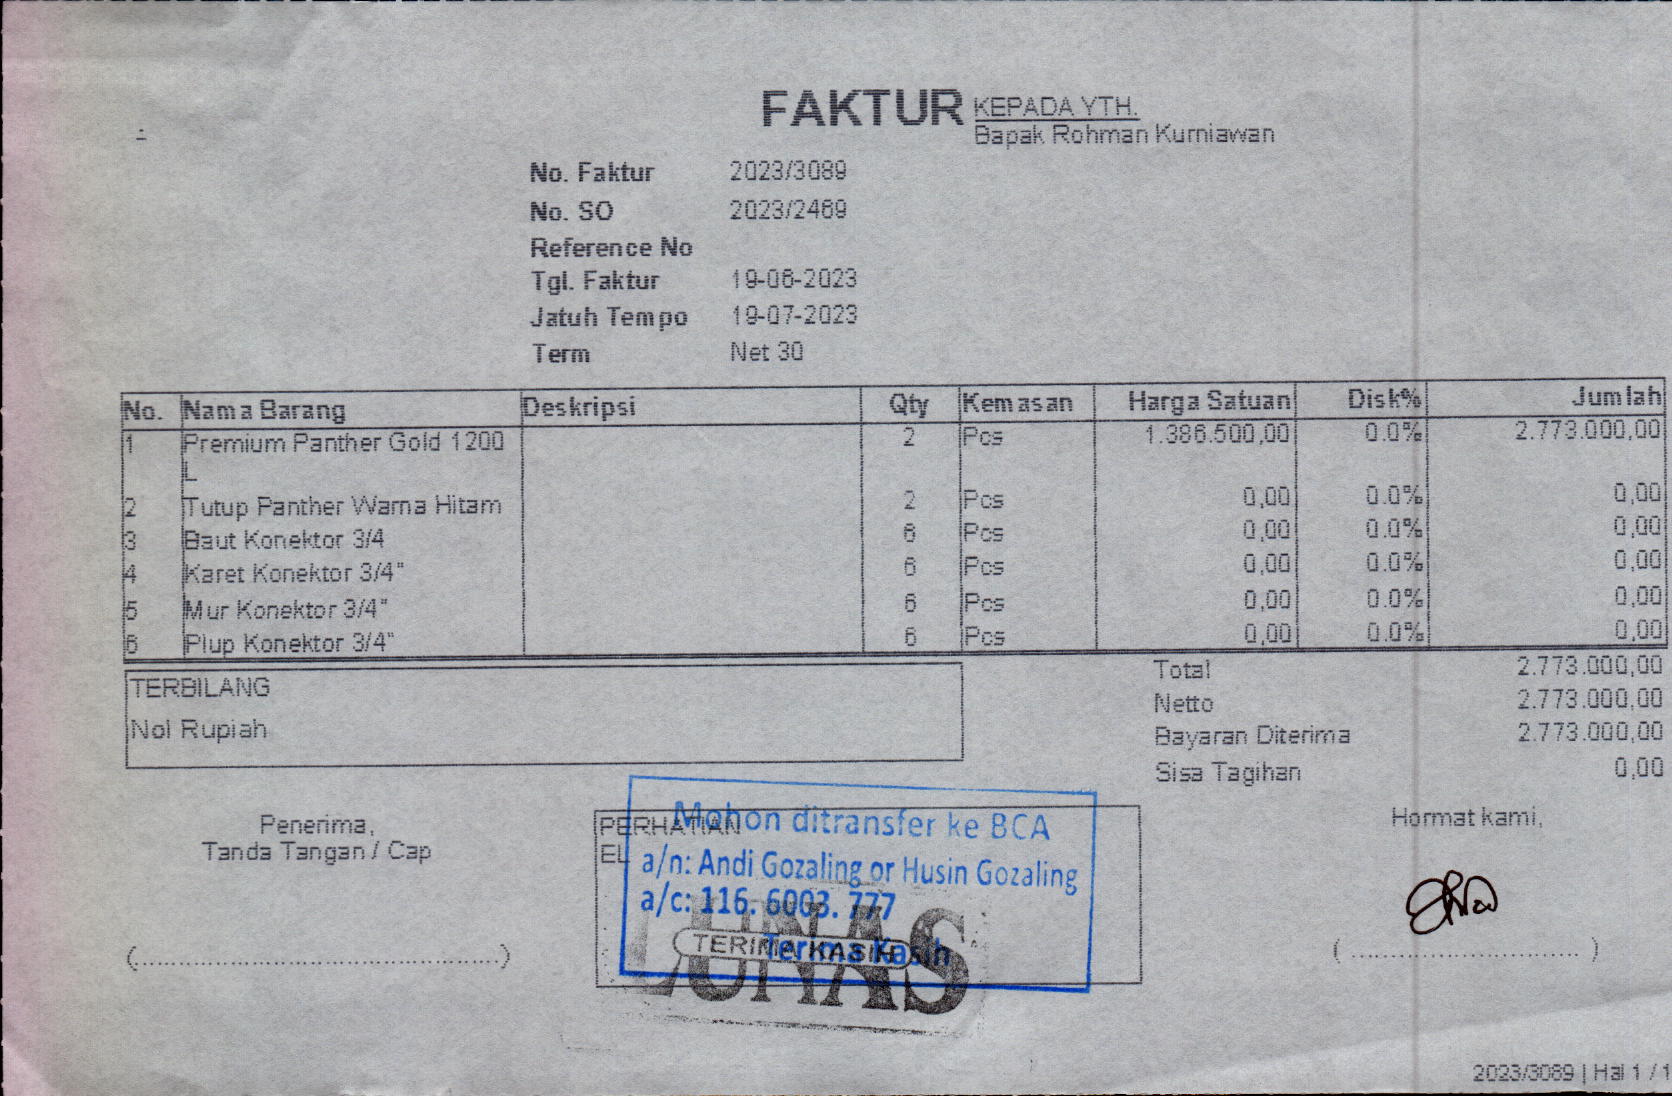 FAKTUR
KEPADA YTH.
Bapak Rohman Kurniawan
:
No. Faktur 2023/3089
No. SO 2023/2469
Reference No
Tgl. Faktur 19-06-2023
Jatuh Tempo 19-07-2023
Term Net 30
No. Nama Barang Deskripsi Qty Kemasan Harga Satuan Disk% Jumlah
1 Premium Panther Gold 1200 2 Pcs 1.386.500,00 0.0% 2.773.000,00
L
2 Tutup Panther Warna Hitam 2 Pcs 0,00 0.0% 0,00
3 Baut Konektor 3/4 6 Pcs 0,00 0.0% 0,00
4 Karet Konektor 3/4" 6 Pcs 0,00 0.0% 0,00
5 Mur Konektor 3/4" 6 Pcs 0,00 0.0% 0,00
6 Plup Konektor 3/4" 6 Pcs 0,00 0.0% 0,00
TERBILANG
Nol Rupiah
Total 2.773.000,00
Netto 2.773.000,00
Bayaran Diterima 2.773.000,00
Sisa Tagihan 0,00
Penerima,
Tanda Tangan / Cap
(................................................)
PERHATIAN
EL
Mohon ditransfer ke BCA
a/n: Andi Gozaling or Husin Gozaling
a/c: 116. 6003. 777
Terima Kasih
LUNAS
TERIMA KASIH
Hormat kami,
( .............................. )
2023/3089 | Hal 1 / 1